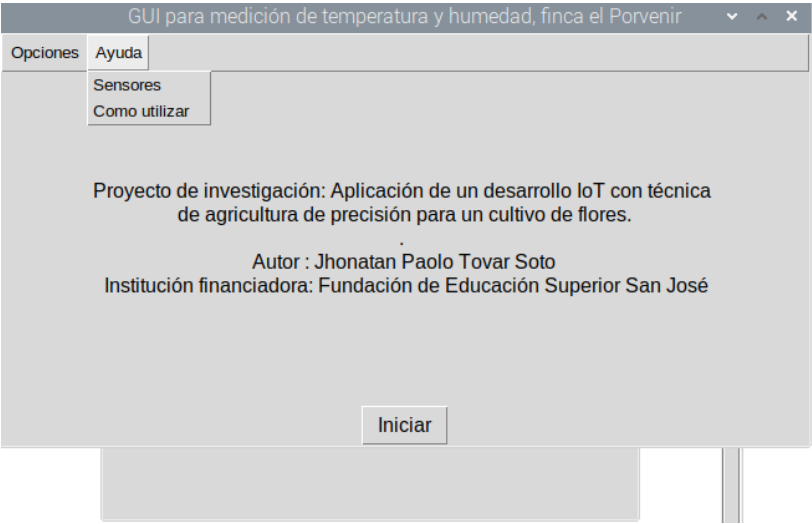 GUI para medición de temperatura y humedad, finca el Porvenir
Opciones Ayuda
Sensores
Como utilizar
Proyecto de investigación: Aplicación de un desarrollo IoT con técnica
de agricultura de precisión para un cultivo de flores.
.
Autor : Jhonatan Paolo Tovar Soto
Institución financiadora: Fundación de Educación Superior San José
Iniciar